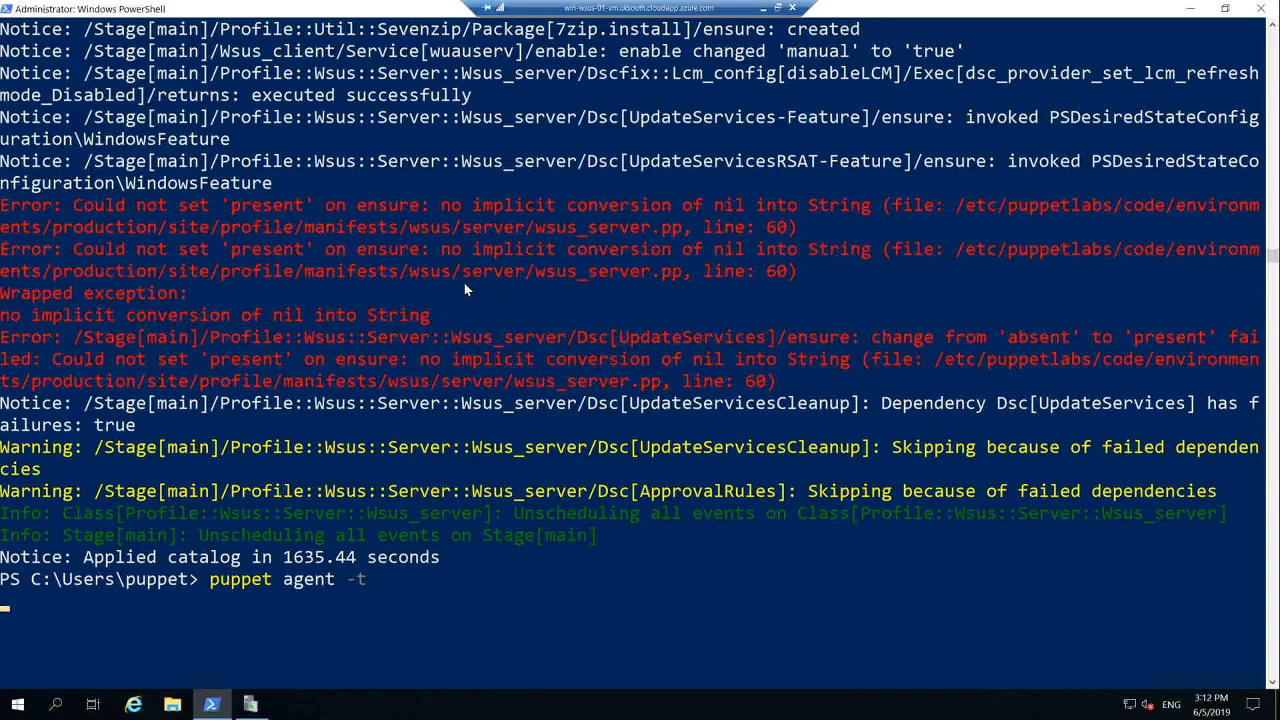 Administrator: Windows PowerShell
win-wsus-01-vm.uksouth.cloudapp.azure.com
Notice: /Stage[main]/Profile::Util::Sevenzip/Package[7zip.install]/ensure: created
Notice: /Stage[main]/Wsus_client/Service[wuauserv]/enable: enable changed 'manual' to 'true'
Notice: /Stage[main]/Profile::Wsus::Server::Wsus_server/Dscfix::Lcm_config[disableLCM]/Exec[dsc_provider_set_lcm_refresh
mode_Disabled]/returns: executed successfully
Notice: /Stage[main]/Profile::Wsus::Server::Wsus_server/Dsc[UpdateServices-Feature]/ensure: invoked PSDesiredStateConfig
uration\WindowsFeature
Notice: /Stage[main]/Profile::Wsus::Server::Wsus_server/Dsc[UpdateServicesRSAT-Feature]/ensure: invoked PSDesiredStateCo
nfiguration\WindowsFeature
Error: Could not set 'present' on ensure: no implicit conversion of nil into String (file: /etc/puppetlabs/code/environm
ents/production/site/profile/manifests/wsus/server/wsus_server.pp, line: 60)
Error: Could not set 'present' on ensure: no implicit conversion of nil into String (file: /etc/puppetlabs/code/environm
ents/production/site/profile/manifests/wsus/server/wsus_server.pp, line: 60)
Wrapped exception:
no implicit conversion of nil into String
Error: /Stage[main]/Profile::Wsus::Server::Wsus_server/Dsc[UpdateServices]/ensure: change from 'absent' to 'present' fai
led: Could not set 'present' on ensure: no implicit conversion of nil into String (file: /etc/puppetlabs/code/environmen
ts/production/site/profile/manifests/wsus/server/wsus_server.pp, line: 60)
Notice: /Stage[main]/Profile::Wsus::Server::Wsus_server/Dsc[UpdateServicesCleanup]: Dependency Dsc[UpdateServices] has f
ailures: true
Warning: /Stage[main]/Profile::Wsus::Server::Wsus_server/Dsc[UpdateServicesCleanup]: Skipping because of failed dependen
cies
Warning: /Stage[main]/Profile::Wsus::Server::Wsus_server/Dsc[ApprovalRules]: Skipping because of failed dependencies
Info: Class[Profile::Wsus::Server::Wsus_server]: Unscheduling all events on Class[Profile::Wsus::Server::Wsus_server]
Info: Stage[main]: Unscheduling all events on Stage[main]
Notice: Applied catalog in 1635.44 seconds
PS C:\Users\puppet> puppet agent -t
ENG
3:12 PM
6/5/2019